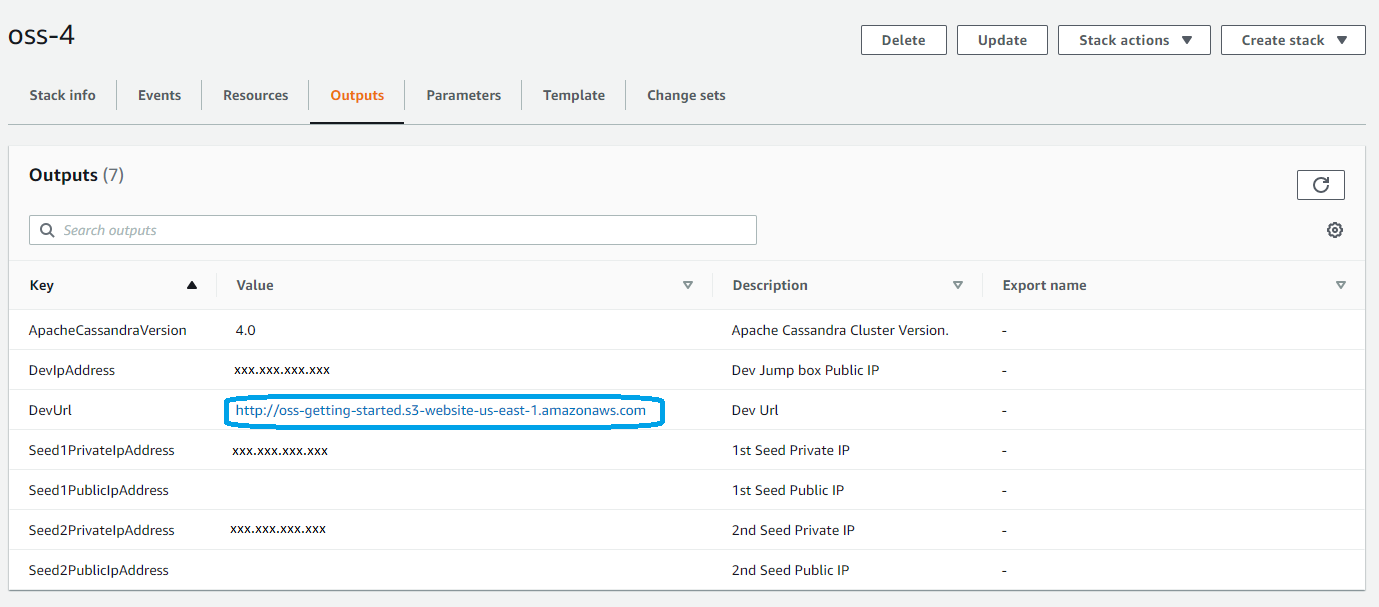 oss-4
Delete Update Stack actions Create stack
Stack info Events Resources Outputs Parameters Template Change sets
Outputs (7)
Search outputs
Key Value Description Export name
ApacheCassandraVersion 4.0 Apache Cassandra Cluster Version. -
DevIpAddress xxx.xxx.xxx.xxx Dev Jump box Public IP -
DevUrl http://oss-getting-started.s3-website-us-east-1.amazonaws.com Dev Url -
Seed1PrivateIpAddress xxx.xxx.xxx.xxx 1st Seed Private IP -
Seed1PublicIpAddress 1st Seed Public IP -
Seed2PrivateIpAddress xxx.xxx.xxx.xxx 2nd Seed Private IP -
Seed2PublicIpAddress 2nd Seed Public IP -